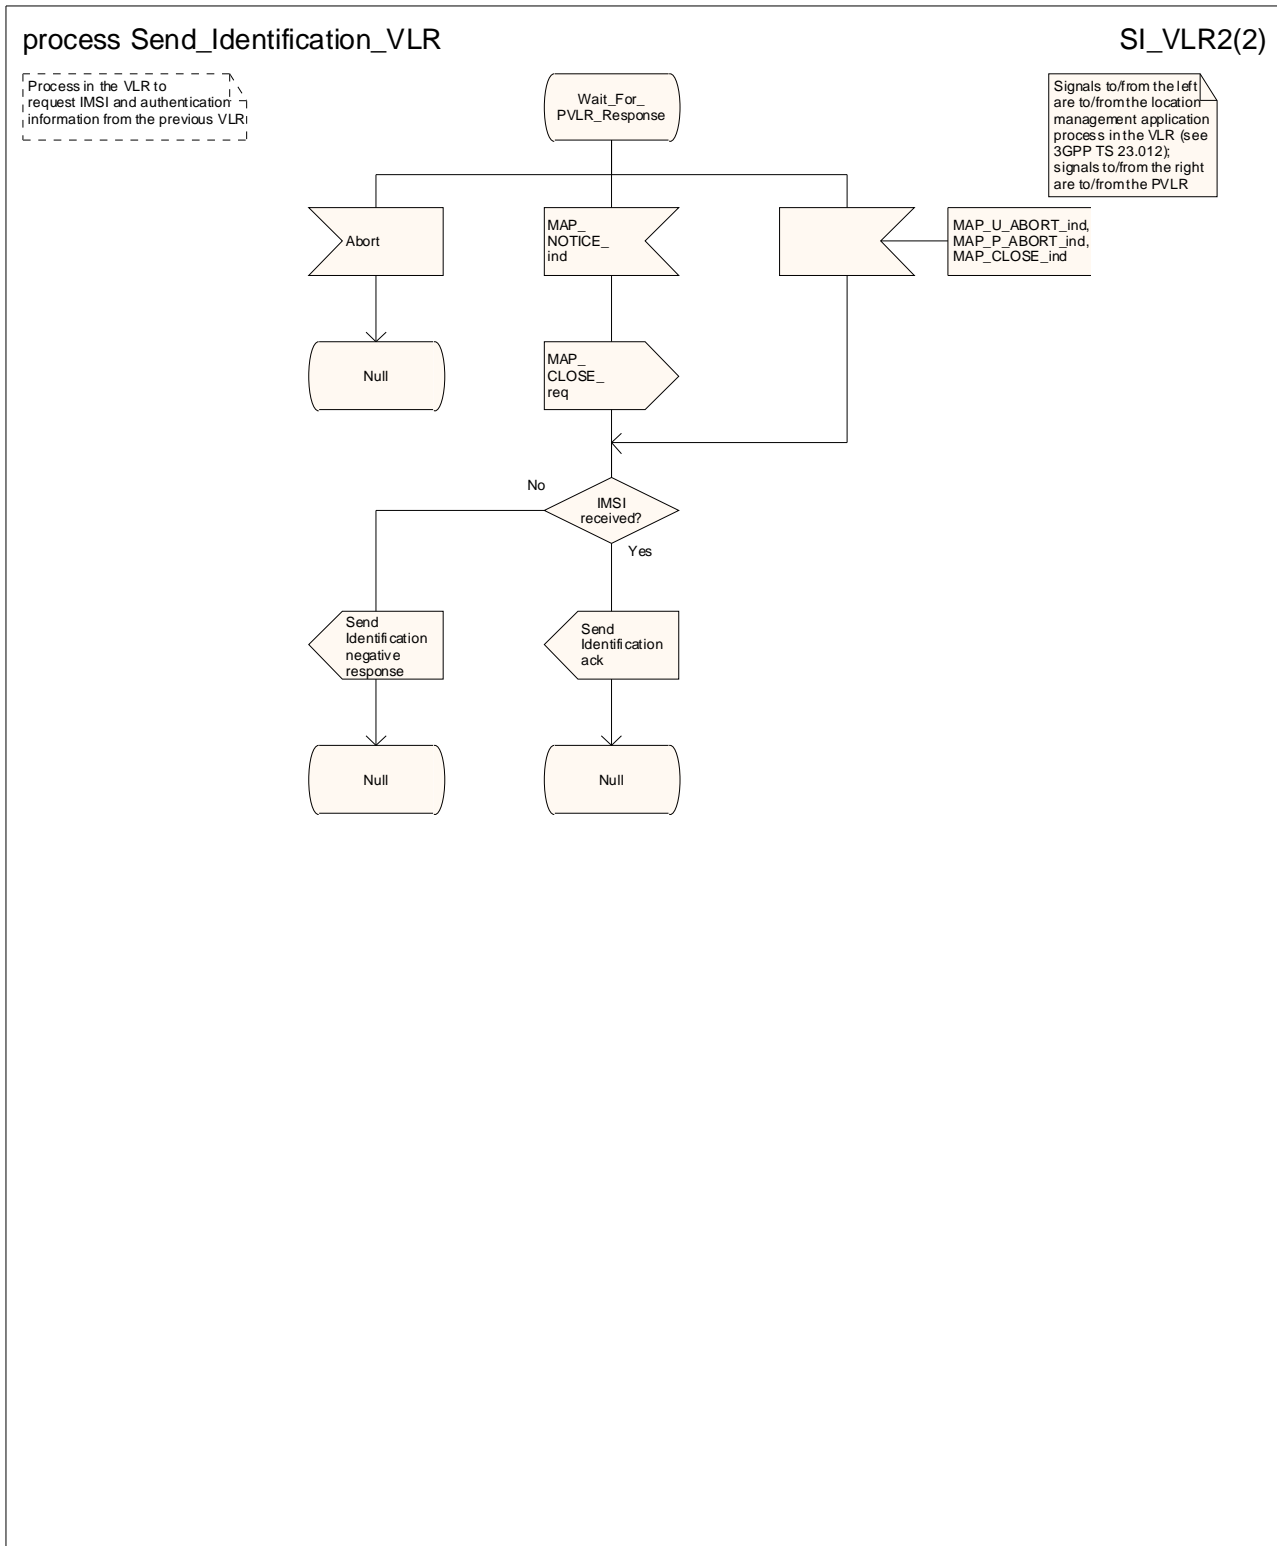 process Send_Identification_VLR
SI_VLR2(2)
Process in the VLR to
request IMSI and authentication
information from the previous VLR
Wait_For_
PVLR_Response
Signals to/from the left
are to/from the location
management application
process in the VLR (see
3GPP TS 23.012);
signals to/from the right
are to/from the PVLR
Abort
MAP_
NOTICE_
ind
MAP_U_ABORT_ind,
MAP_P_ABORT_ind,
MAP_CLOSE_ind
Null
MAP_
CLOSE_
req
No
IMSI
received?
Yes
Send
Identification
negative
response
Send
Identification
ack
Null
Null